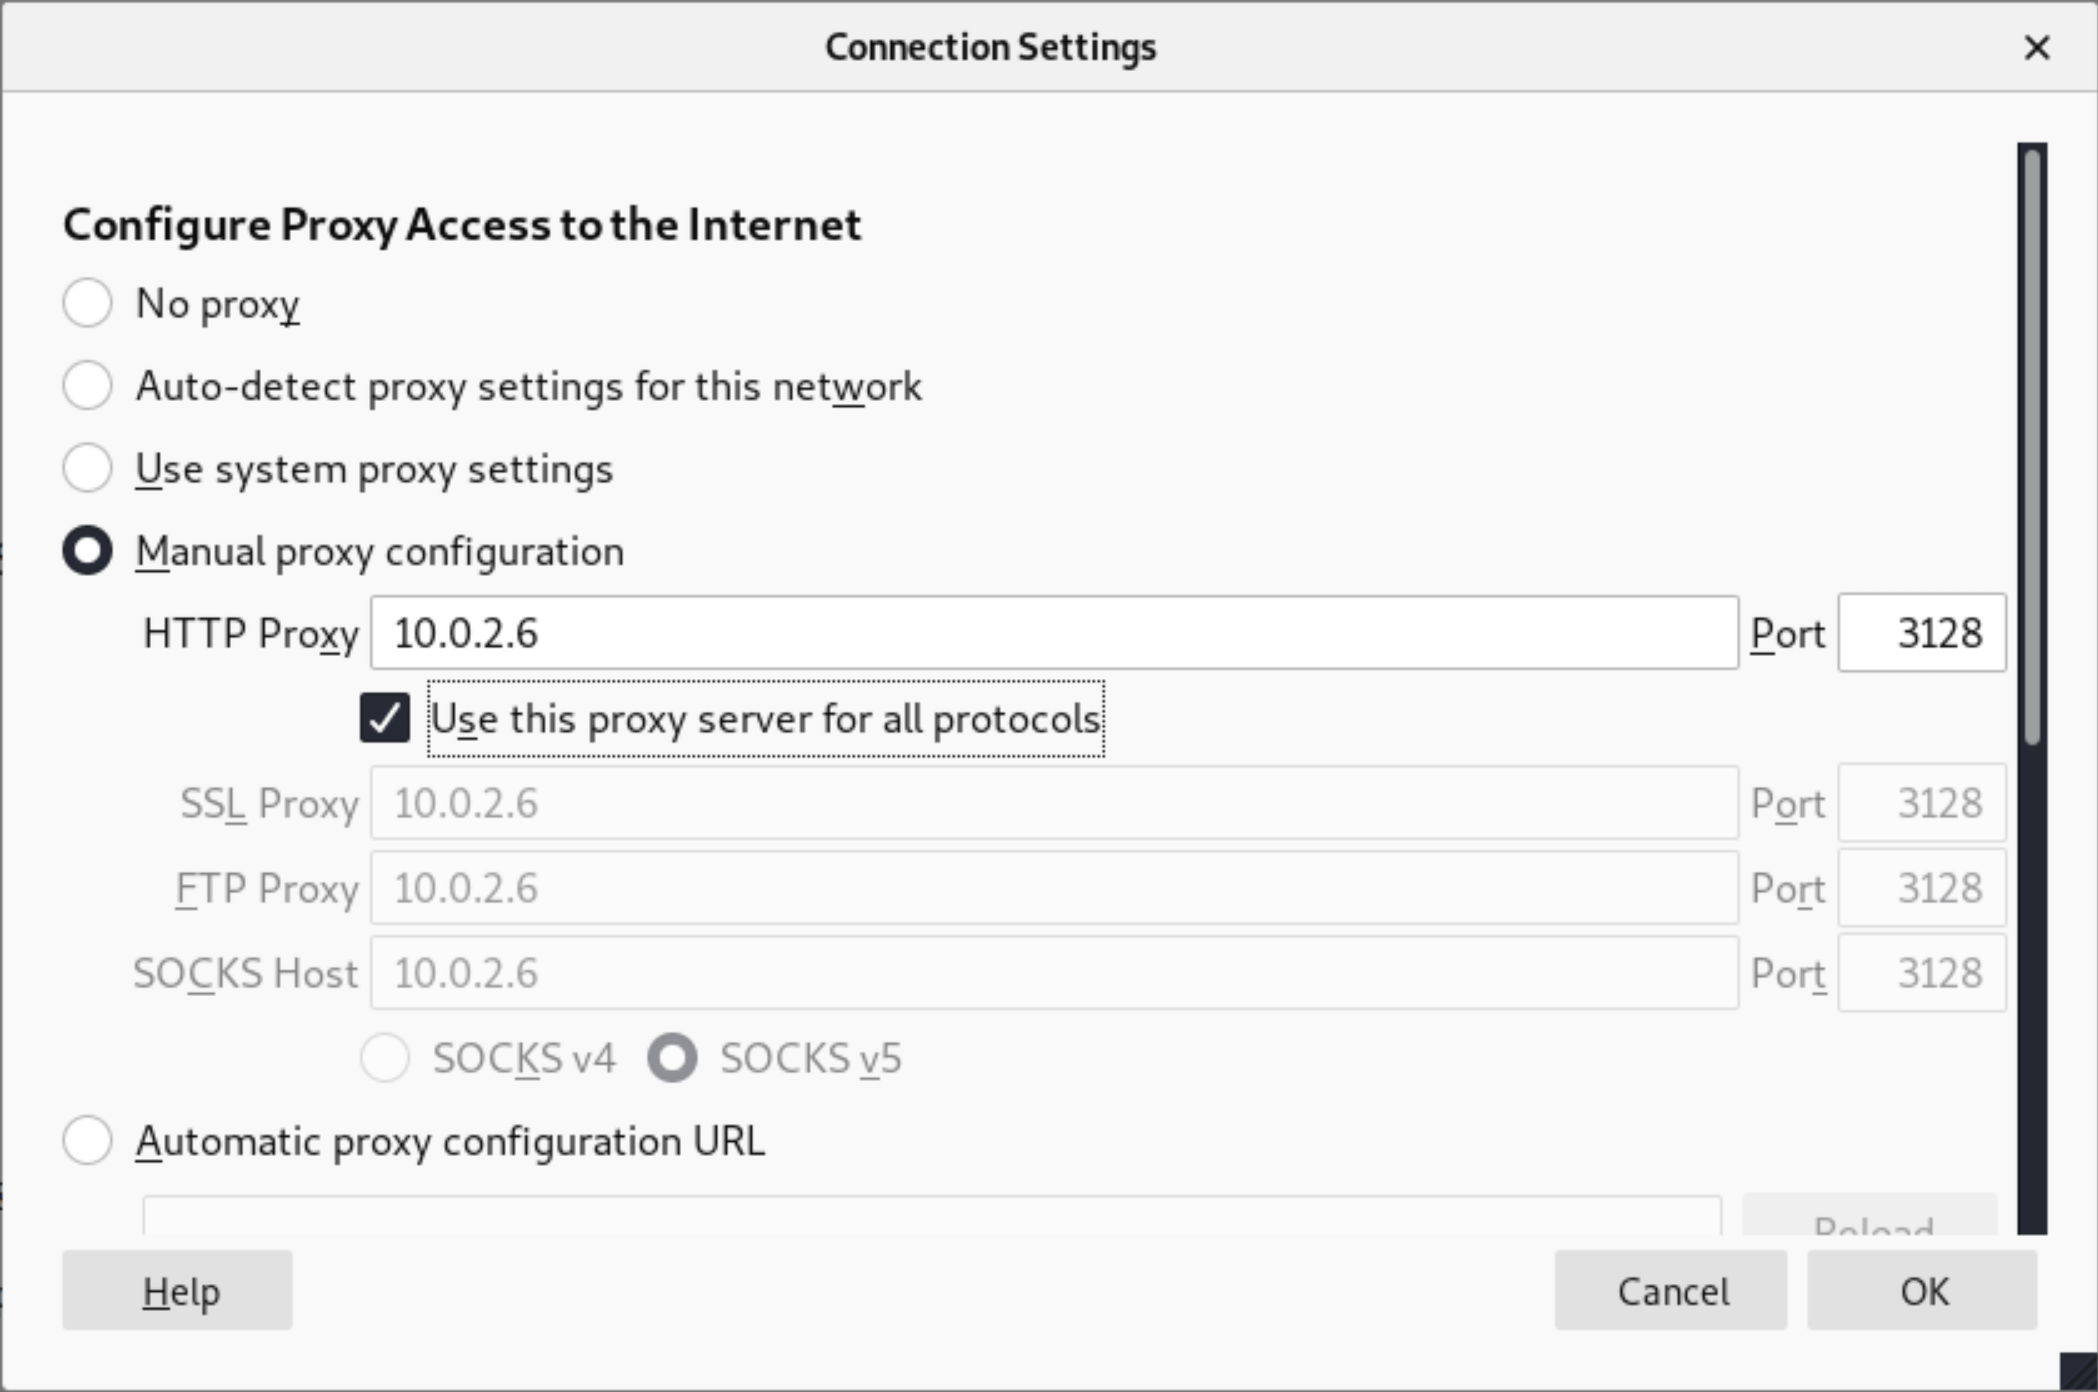 Connection Settings
Configure Proxy Access to the Internet
No proxy
Auto-detect proxy settings for this network
Use system proxy settings
Manual proxy configuration
HTTP Proxy 10.0.2.6 Port 3128
Use this proxy server for all protocols
SSL Proxy 10.0.2.6 Port 3128
FTP Proxy 10.0.2.6 Port 3128
SOCKS Host 10.0.2.6 Port 3128
SOCKS v4 SOCKS v5
Automatic proxy configuration URL
Reload
Help Cancel OK